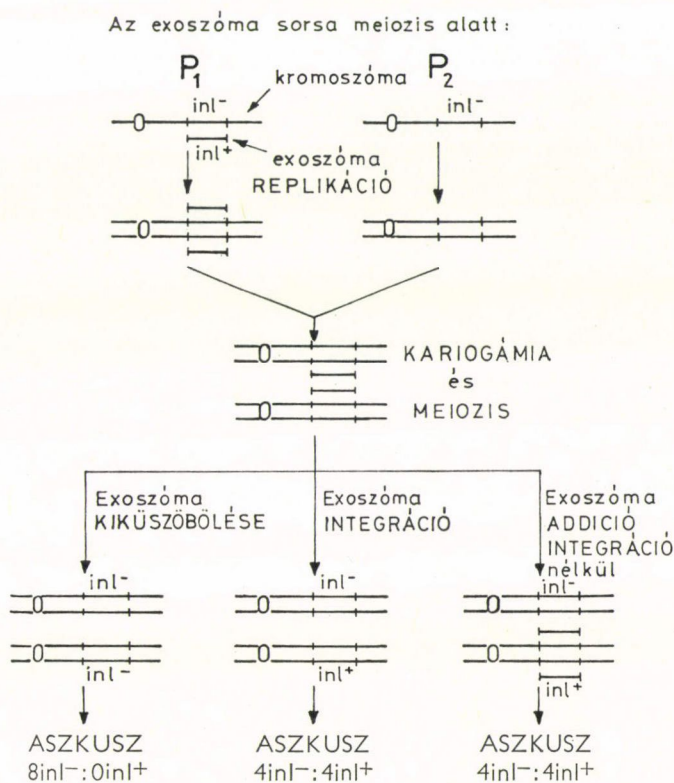 Az exoszóma sorsa meiozis alatt:
P1
P2
kromoszóma
inl-
inl-
inl+
exoszóma
REPLIKÁCIÓ
KARIOGÁMIA
és
MEIOZIS
Exoszóma
KIKÜSZÖBÖLÉSE
Exoszóma
INTEGRÁCIÓ
Exoszóma
ADDICIÓ
INTEGRÁCIÓ
nélkül
inl-
inl-
inl-
inl-
inl+
inl+
ASZKUSZ
8inl-:0inl+
ASZKUSZ
4inl-:4inl+
ASZKUSZ
4inl-:4inl+